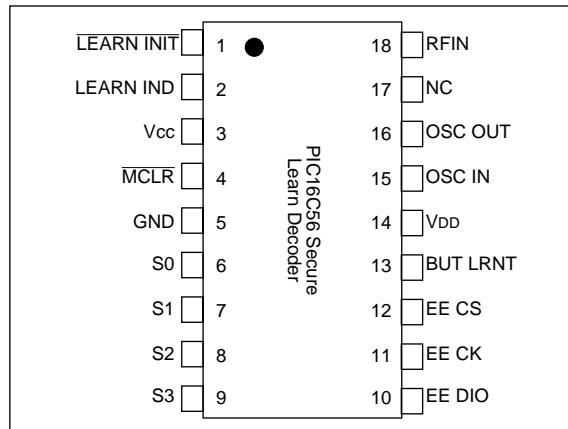 LEARN INIT 1 18 RFIN
LEARN IND 2 17 NC
Vcc 3 16 OSC OUT
MCLR 4 15 OSC IN
GND 5 14 VDD
S0 6 13 BUT LRNT
S1 7 12 EE CS
S2 8 11 EE CK
S3 9 10 EE DIO
PIC16C56 Secure
Learn Decoder